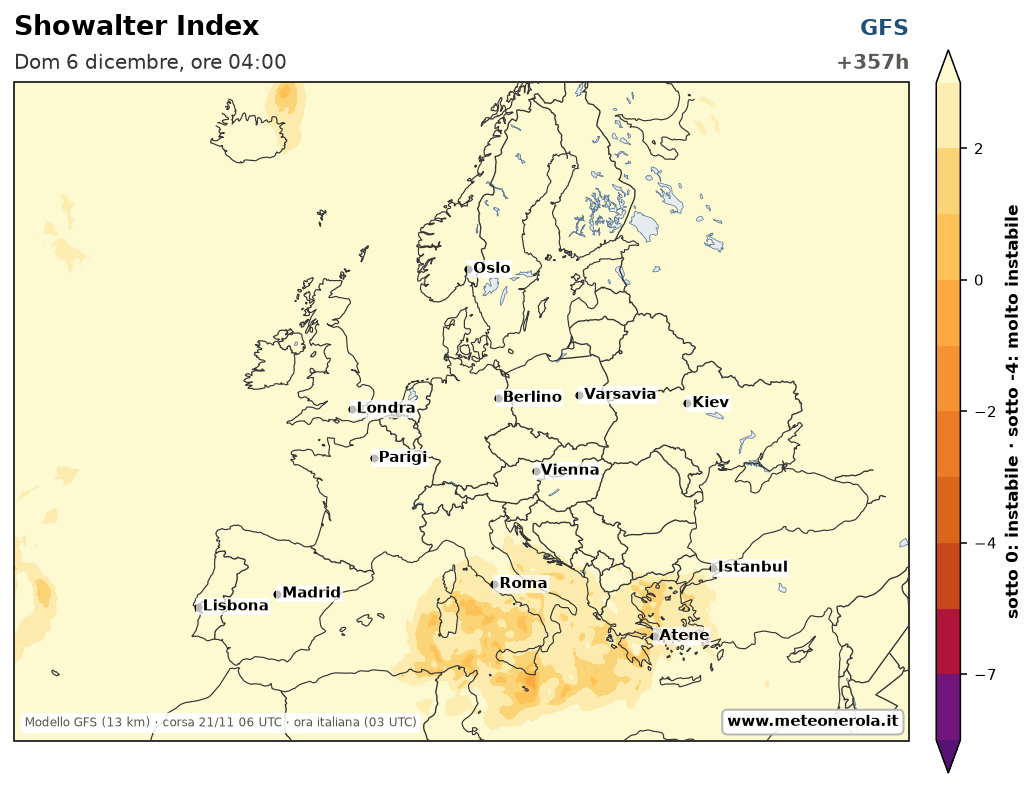 Showalter Index
GFS
Dom 6 dicembre, ore 04:00
+357h
2
0
−2
−4
−7
sotto 0: instabile · sotto -4: molto instabile
Oslo
Londra
Berlino
Varsavia
Kiev
Parigi
Vienna
Istanbul
Roma
Madrid
Lisbona
Atene
Modello GFS (13 km) · corsa 21/11 06 UTC · ora italiana (03 UTC)
www.meteonerola.it